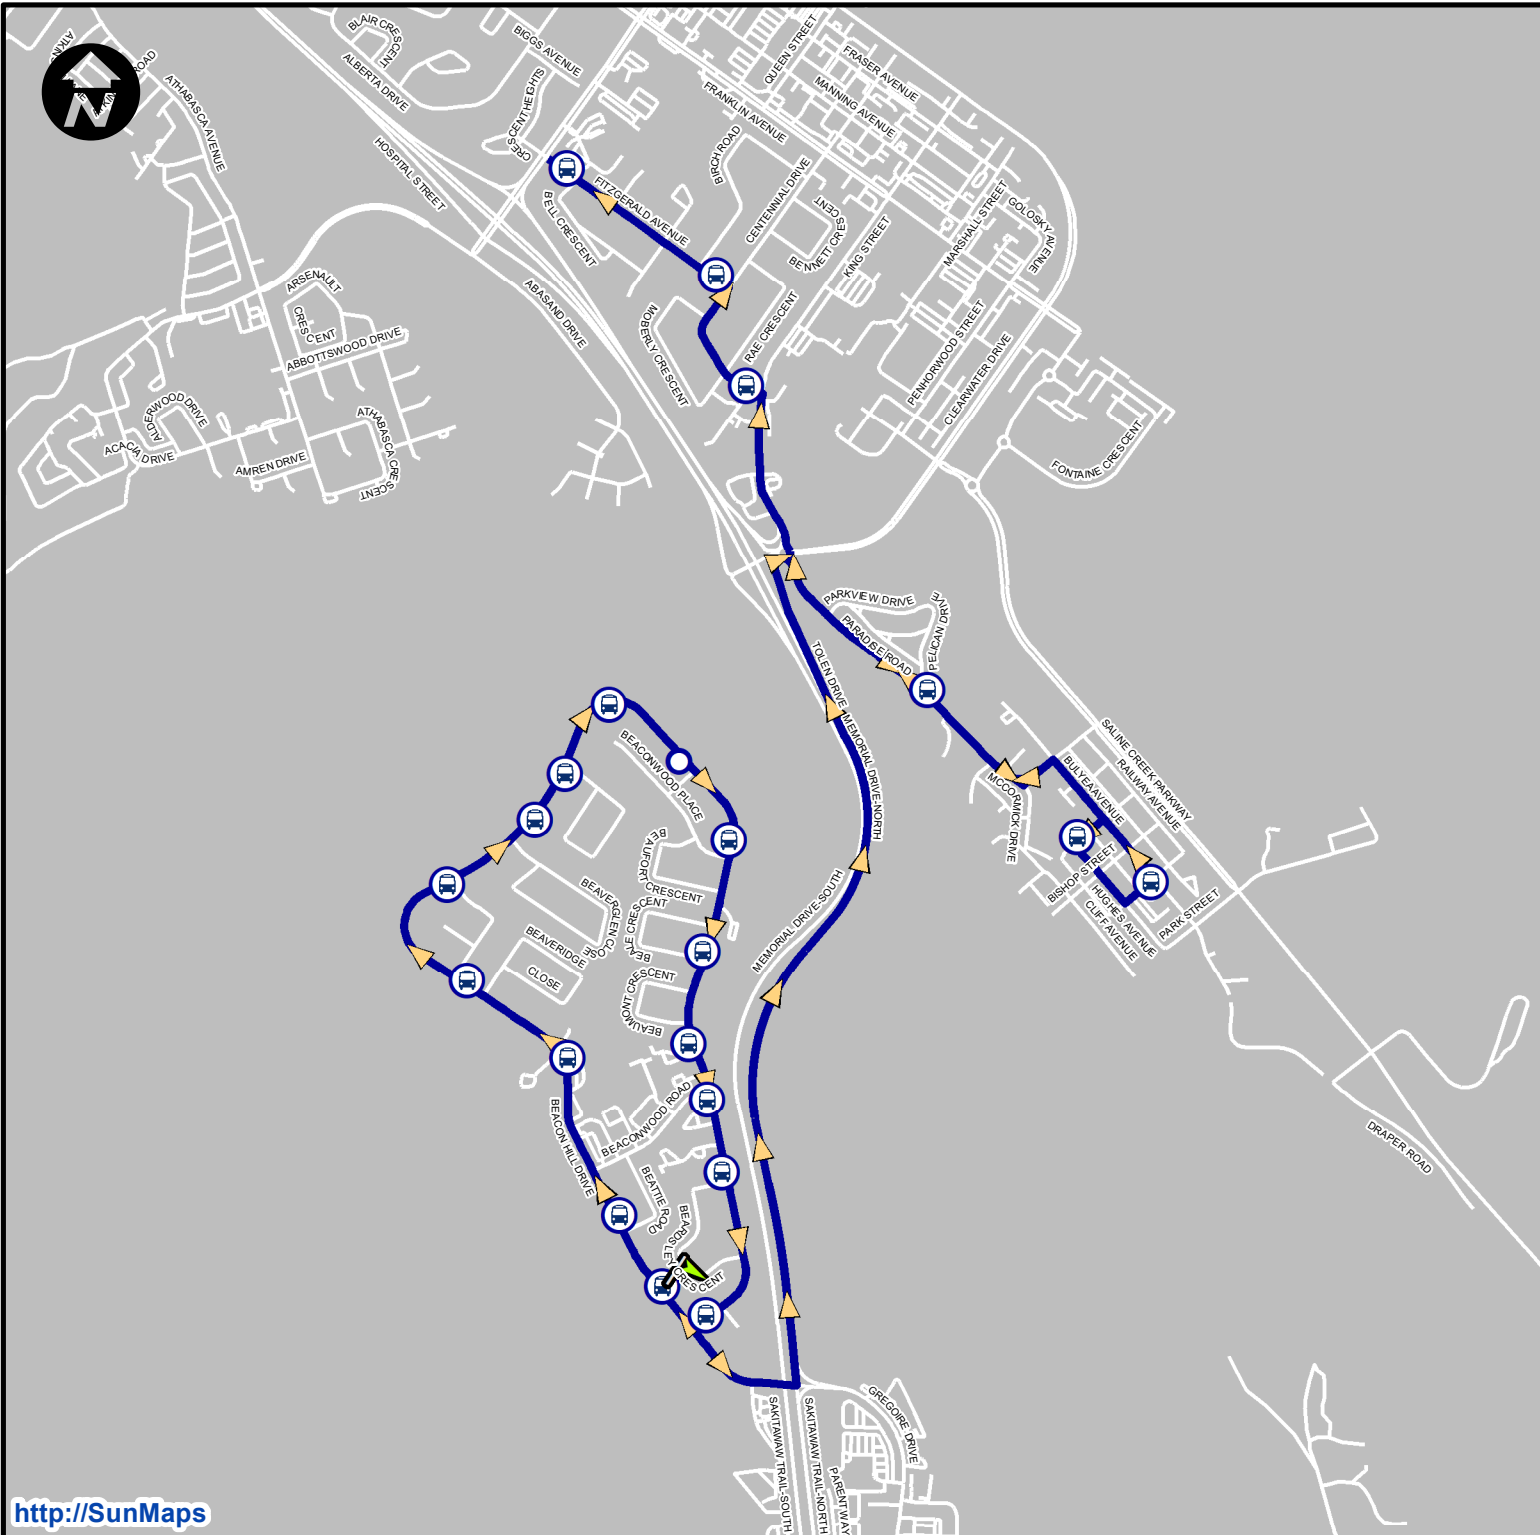 BLAIR CRESCENT
BIGGS AVENUE
ALBERTA DRIVE
QUEEN STREET
FRASER AVENUE
ATHABASCA AVENUE
CRESCENT HEIGHTS
FRANKLIN AVENUE
MANNING AVENUE
N
HOSPITAL STREET
BIRCH ROAD
FITZGERALD AVENUE
BELL CRESCENT
CENTENNIAL DRIVE
BENNETT CRESCENT
KING STREET
MARSHALL STREET
GOLOSKY AVENUE
ARSENAULT
CRESCENT
ABBOTTSWOOD DRIVE
ABASAND DRIVE
MOBERLY CRESCENT
RAE CRESCENT
PENHORWOOD STREET
CLEARWATER DRIVE
ALDERWOOD DRIVE
ACACIA DRIVE
AMREN DRIVE
ATHABASCA CRESCENT
FONTAINE CRESCENT
PARKVIEW DRIVE
PARADISE ROAD
PELICAN DRIVE
TOLEN DRIVE
MEMORIAL DRIVE-NORTH
BEACONWOOD PLACE
SALINE CREEK PARKWAY
RAILWAY AVENUE
BULYEA AVENUE
MCCORMICK DRIVE
BISHOP STREET
HUGHES AVENUE
CLIFF AVENUE
PARK STREET
BEAUFORT CRESCENT
BEALE CRESCENT
BEAVERGLEN CLOSE
BEAVERIDGE
CLOSE
BEAUMONT CRESCENT
MEMORIAL DRIVE-SOUTH
BEACONWOOD ROAD
BEACON HILL DRIVE
BEATTIE ROAD
BEARDSLEY CRESCENT
DRAPER ROAD
GREGOIRE DRIVE
SAKITAWAW TRAIL-SOUTH
SAKITAWAW TRAIL-NORTH
PARENT WAY
http://SunMaps